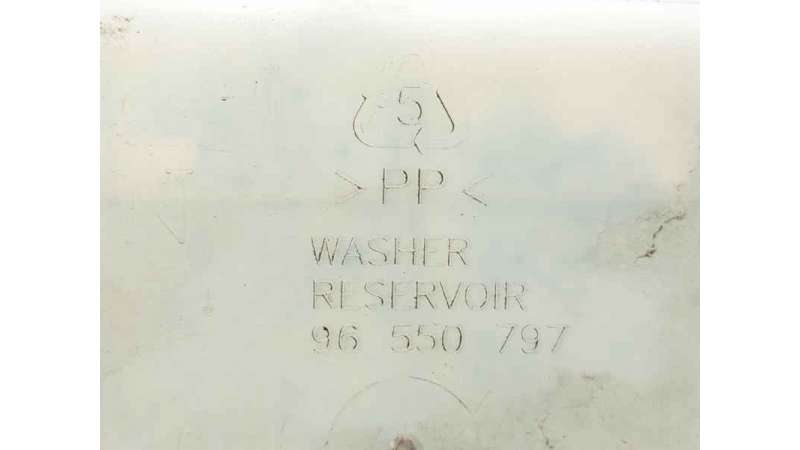 5
> PP <
WASHER
RESERVOIR
96 550 797